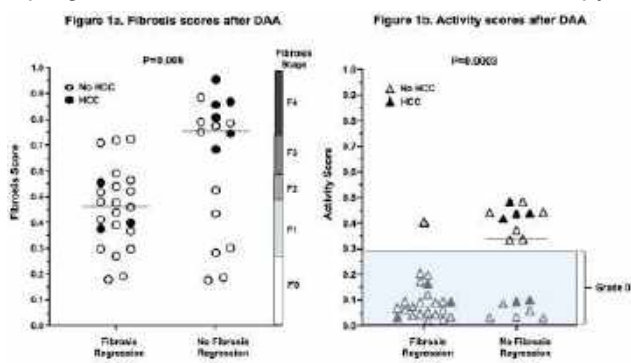 Figure 1a. Fibrosis scores after DAA
Fibrosis
Stage
1.0
0.9
0.8
0.7
0.6
0.5
0.4
0.3
0.2
0.1
0.0
Fibrosis Score
No HCC
HCC
F4
F3
F2
F1
F0
Fibrosis
Regression
No Fibrosis
Regression
Figure 1b. Activity scores after DAA
P=0.0003
1.0
0.9
0.8
0.7
0.6
0.5
0.4
0.3
0.2
0.1
0.0
Activity Score
No HCC
HCC
Grade 0
Fibrosis
Regression
No Fibrosis
Regression